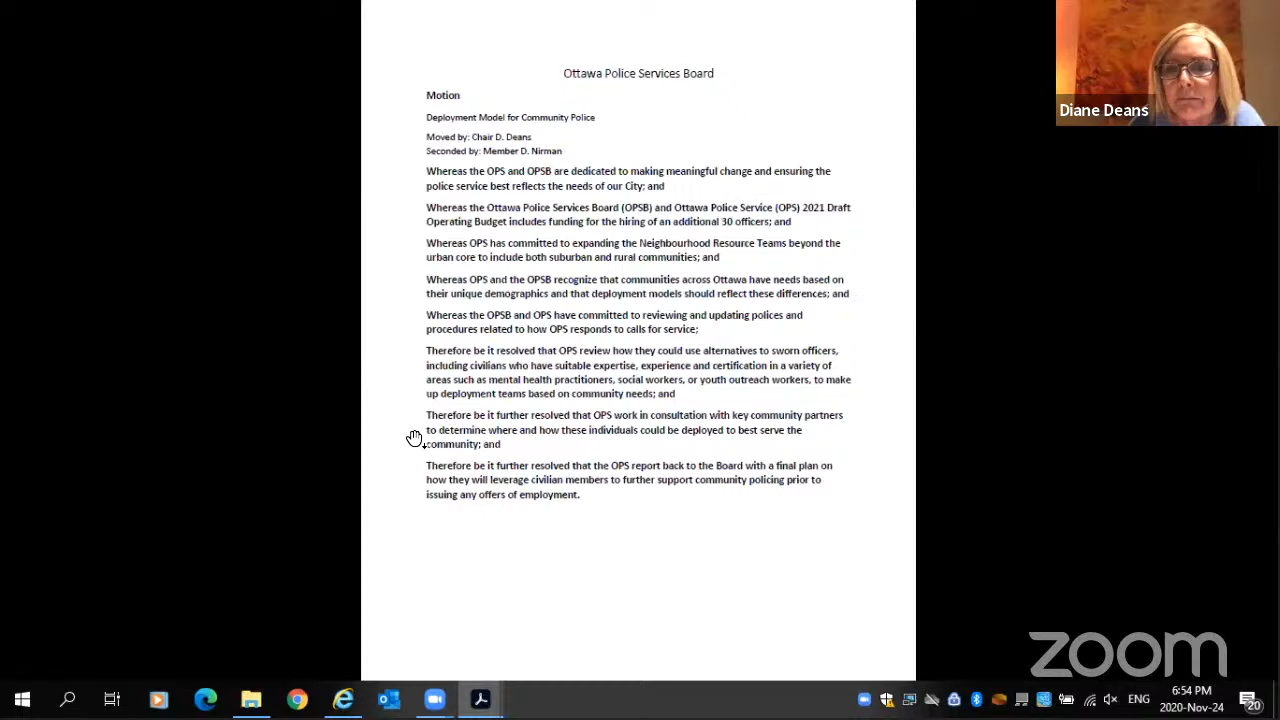 Ottawa Police Services Board
Motion
Deployment Model for Community Police
Moved by: Chair D. Deans
Seconded by: Member D. Nirman
Whereas the OPS and OPSB are dedicated to making meaningful change and ensuring the
police service best reflects the needs of our City; and
Whereas the Ottawa Police Services Board (OPSB) and Ottawa Police Service (OPS) 2021 Draft
Operating Budget includes funding for the hiring of an additional 30 officers; and
Whereas OPS has committed to expanding the Neighbourhood Resource Teams beyond the
urban core to include both suburban and rural communities; and
Whereas OPS and the OPSB recognize that communities across Ottawa have needs based on
their unique demographics and that deployment models should reflect these differences; and
Whereas the OPSB and OPS have committed to reviewing and updating polices and
procedures related to how OPS responds to calls for service;
Therefore be it resolved that OPS review how they could use alternatives to sworn officers,
including civilians who have suitable expertise, experience and certification in a variety of
areas such as mental health practitioners, social workers, or youth outreach workers, to make
up deployment teams based on community needs; and
Therefore be it further resolved that OPS work in consultation with key community partners
to determine where and how these individuals could be deployed to best serve the
community; and
Therefore be it further resolved that the OPS report back to the Board with a final plan on
how they will leverage civilian members to further support community policing prior to
issuing any offers of employment.
Diane Deans
zoom
ENG
6:54 PM
2020-Nov-24
20